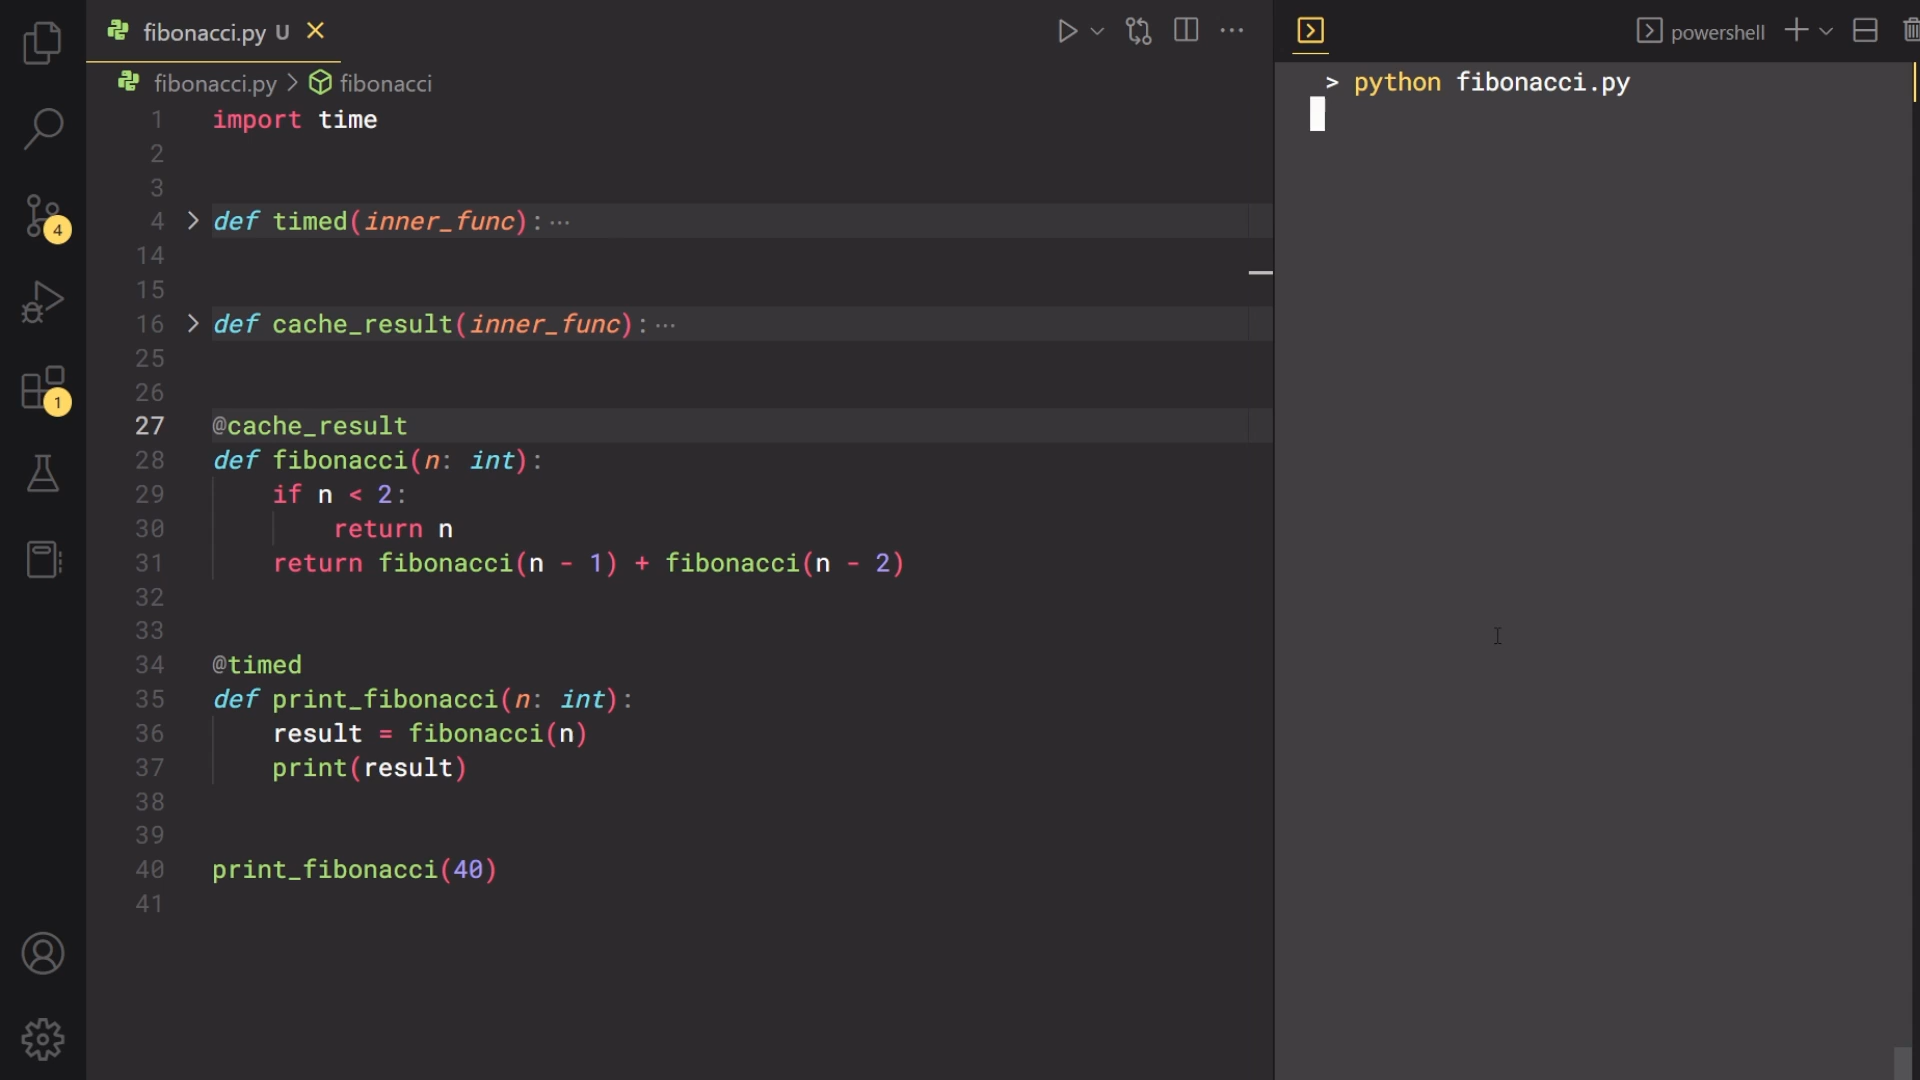 fibonacci.py U
fibonacci.py > fibonacci
1 import time
2
3
4 > def timed(inner_func):···
14
15
16 > def cache_result(inner_func):···
25
26
27 @cache_result
28 def fibonacci(n: int):
29 if n < 2:
30 return n
31 return fibonacci(n - 1) + fibonacci(n - 2)
32
33
34 @timed
35 def print_fibonacci(n: int):
36 result = fibonacci(n)
37 print(result)
38
39
40 print_fibonacci(40)
41
4
1
powershell
> python fibonacci.py